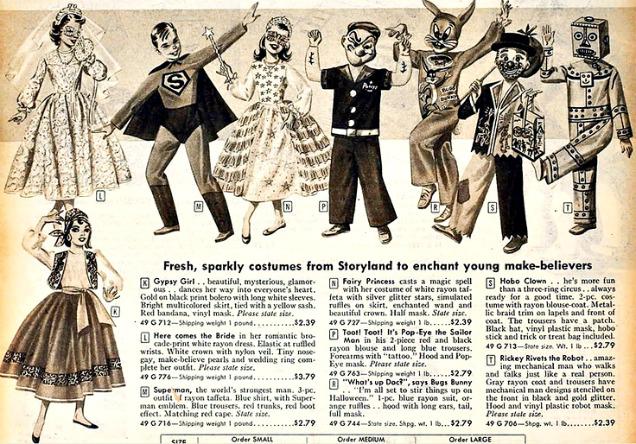 L
M
S
N
P
Popeye
R
S
T
Fresh, sparkly costumes from Storyland to enchant young make-believers
K Gypsy Girl . . beautiful, mysterious, glamor-
ous . . dances her way into everyone's heart.
Gold on black print bolero with long white sleeves.
Bright multicolored skirt, tied with a yellow sash.
Red bandana, vinyl mask. Please state size.
49 G 712—Shipping weight 1 pound...........$2.39
L Here comes the Bride in her romantic bro-
cade-print white rayon dress. Elastic at ruffled
wrists. White crown with nylon veil. Tiny nose-
gay, make-believe pearls and wedding ring com-
plete her outfit. Please state size.
49 G 776—Shipping weight 1 pound..........$3.79
M Superman, the world's strongest man. 3-pc.
outfit of rayon taffeta. Blue shirt, with Super-
man emblem. Blue trousers, red trunks, red boot
effect. Matching red cape. State size.
49 G 716—Shipping weight 1 pound..........$2.79
N Fairy Princess casts a magic spell
with her costume of white rayon taf-
feta with silver glitter stars, simulated
ruffles on skirt, enchanted wand and
beautiful crown. Half mask. State size.
49 G 727—Shipping weight 1 lb.....$2.39
P Toot! Toot! It's Pop-Eye the Sailor
Man in his 2-piece red and black
rayon blouse and long blue trousers.
Forearms with "tattoo." Hood and Pop-
Eye mask. Please state size.
49 G 763—Shipping weight 1 lb.....$2.79
R "What's up Doc?", says Bugs Bunny
. . "I'm all set to stir things up on
Halloween." 1-pc. blue rayon suit, or-
ange ruffles . . hood with long ears, tail,
full mask.
49 G 744—State size. Shpg. wt. 1 lb. $2.79
S Hobo Clown . . he's more fun
than a three-ring circus . . always
ready for a good time. 2-pc. cos-
tume with rayon blouse-coat. Metal-
lic braid trim on lapels and front of
coat. The trousers have a patch.
Black hat, vinyl plastic mask, hobo
stick and trick or treat bag included.
49 G 713—State size. Wt. 1 lb..$2.79
T Rickey Rivets the Robot . . amaz-
ing mechanical man who walks
and talks just like a real person.
Gray rayon coat and trousers have
mechanical man designs stenciled on
the front in black and gold glitter.
Hood and vinyl plastic robot mask.
Please state size.
49 G 706—Shpg. wt. 1 lb.......$2.39
K
SIZE
Order SMALL
Order MEDIUM
Order LARGE